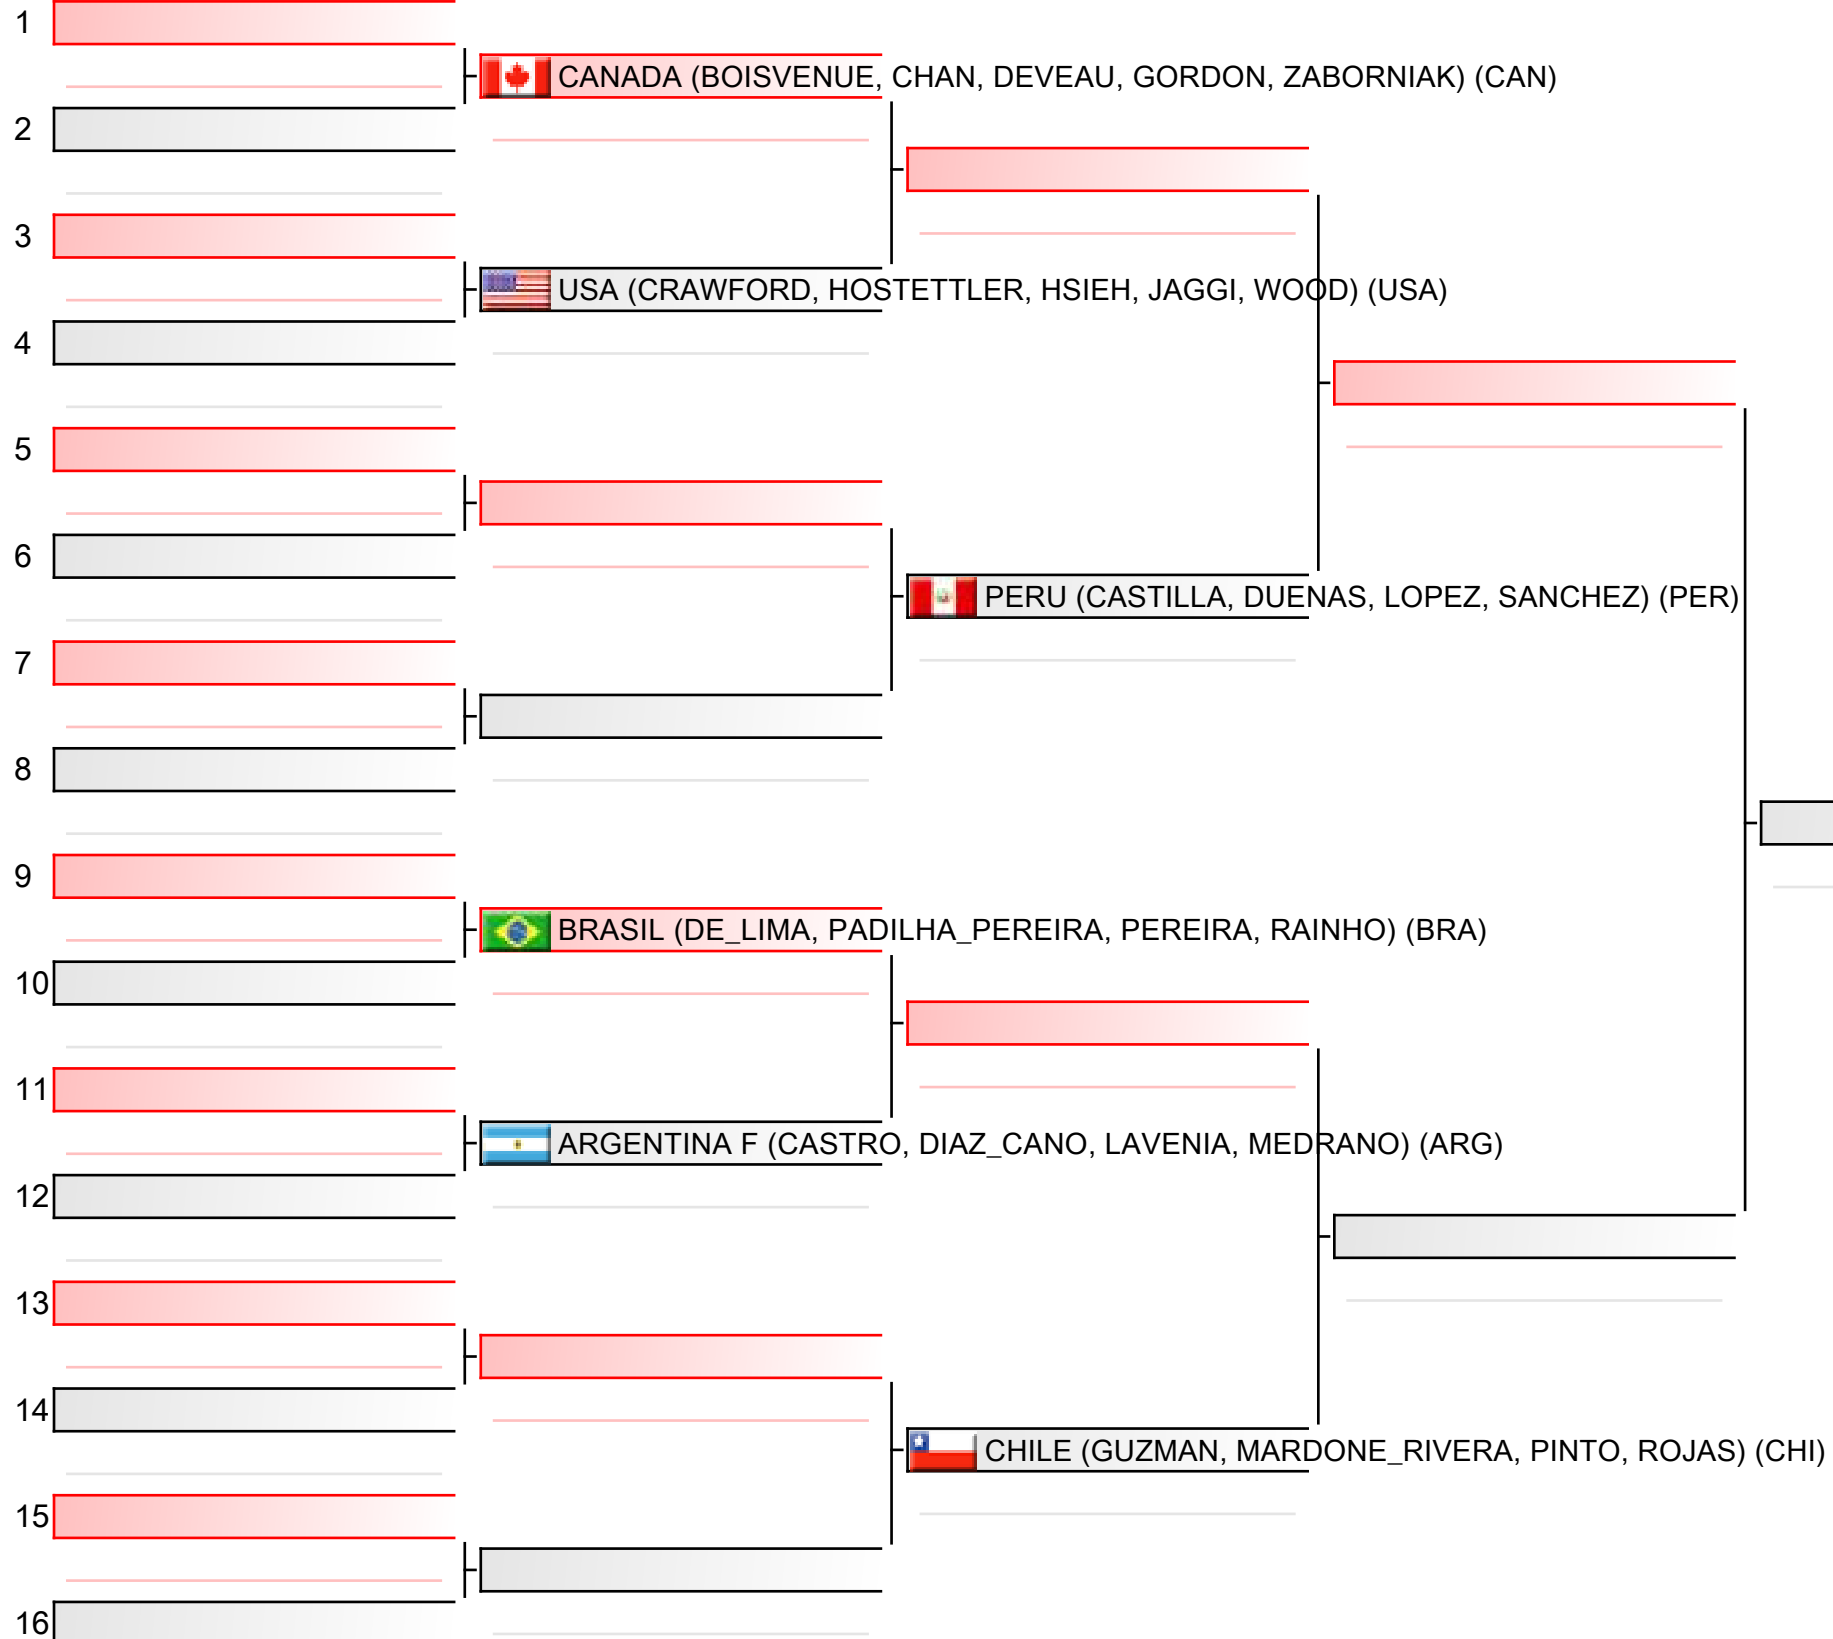 1
CANADA (BOISVENUE, CHAN, DEVEAU, GORDON, ZABORNIAK) (CAN)
2
3
USA (CRAWFORD, HOSTETTLER, HSIEH, JAGGI, WOOD) (USA)
4
5
6
PERU (CASTILLA, DUENAS, LOPEZ, SANCHEZ) (PER)
7
8
9
BRASIL (DE_LIMA, PADILHA_PEREIRA, PEREIRA, RAINHO) (BRA)
10
11
ARGENTINA F (CASTRO, DIAZ_CANO, LAVENIA, MEDRANO) (ARG)
12
13
14
CHILE (GUZMAN, MARDONE_RIVERA, PINTO, ROJAS) (CHI)
15
16